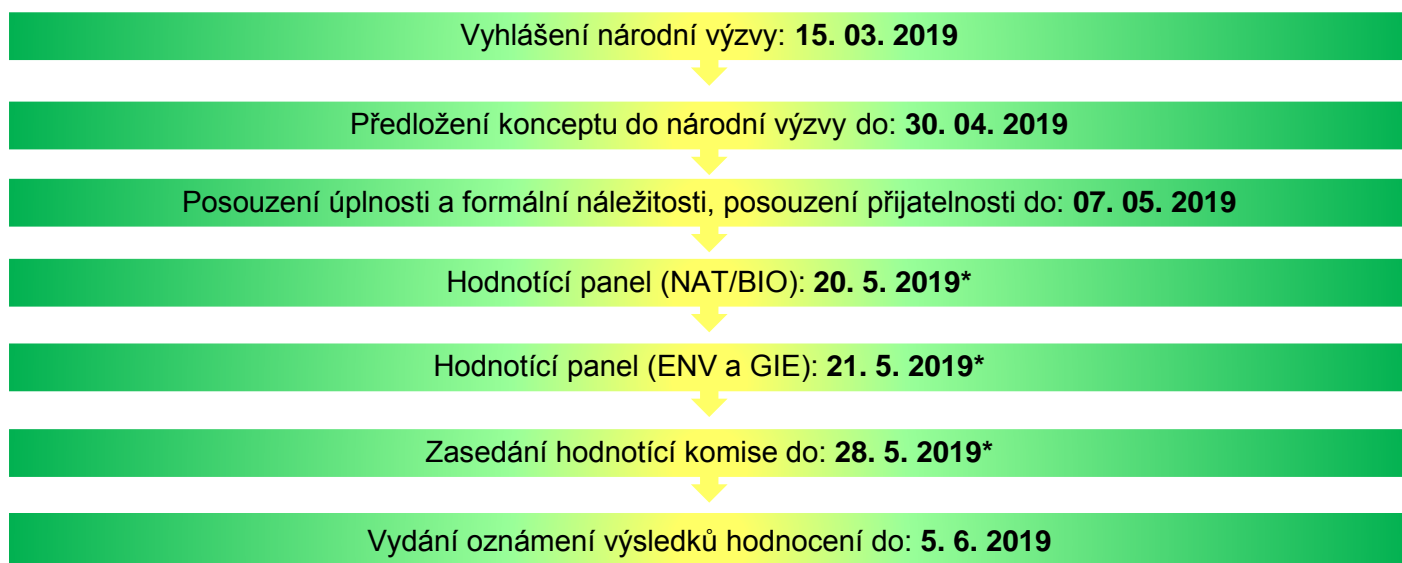 Vyhlášení národní výzvy: 15. 03. 2019
Předložení konceptu do národní výzvy do: 30. 04. 2019
Posouzení úplnosti a formální náležitosti, posouzení přijatelnosti do: 07. 05. 2019
Hodnotící panel (NAT/BIO): 20. 5. 2019*
Hodnotící panel (ENV a GIE): 21. 5. 2019*
Zasedání hodnotící komise do: 28. 5. 2019*
Vydání oznámení výsledků hodnocení do: 5. 6. 2019